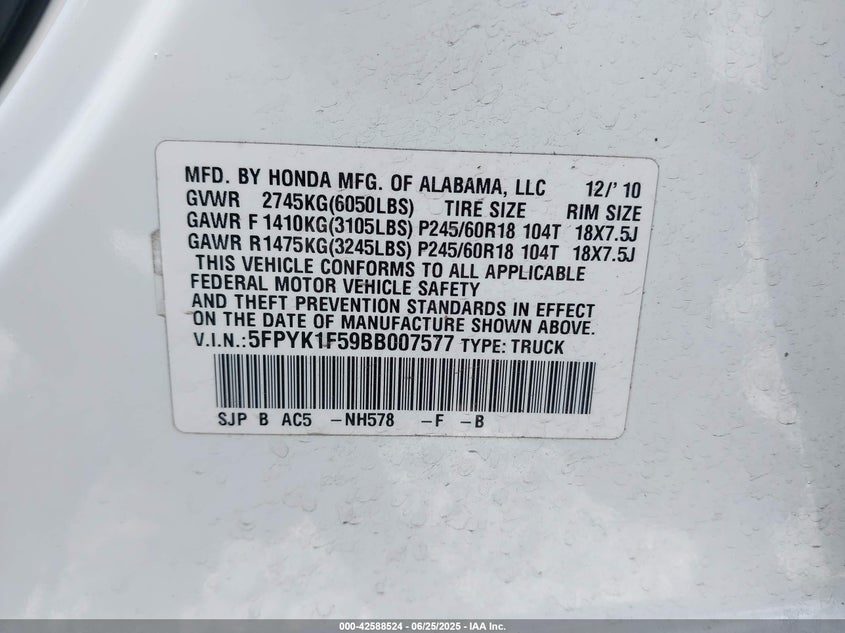 MFD. BY HONDA MFG. OF ALABAMA, LLC 12/' 10
GVWR 2745KG(6050LBS) TIRE SIZE RIM SIZE
GAWR F 1410KG(3105LBS) P245/60R18 104T 18X7.5J
GAWR R 1475KG(3245LBS) P245/60R18 104T 18X7.5J
THIS VEHICLE CONFORMS TO ALL APPLICABLE
FEDERAL MOTOR VEHICLE SAFETY
AND THEFT PREVENTION STANDARDS IN EFFECT
ON THE DATE OF MANUFACTURE SHOWN ABOVE.
V.I.N.:5FPYK1F59BB007577 TYPE: TRUCK
SJP B AC5 -NH578 -F -B
000-42588524 | 06/25/2025 - IAA Inc.